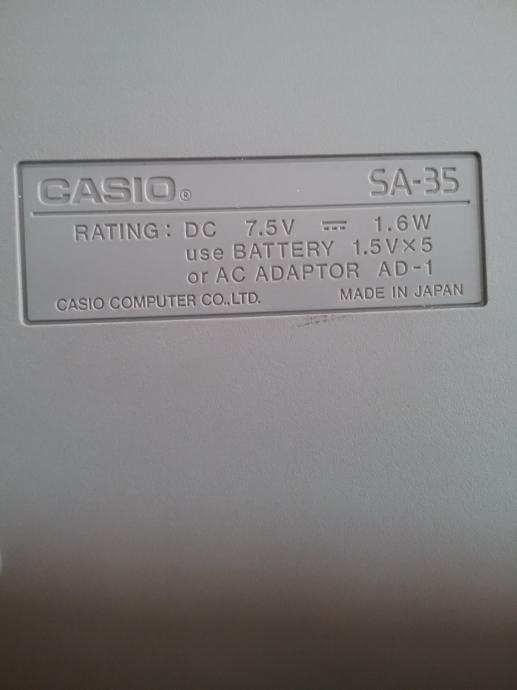 CASIO® SA-35
RATING: DC 7.5V ⎓ 1.6W
use BATTERY 1.5V×5
or AC ADAPTOR AD-1
CASIO COMPUTER CO.,LTD. MADE IN JAPAN